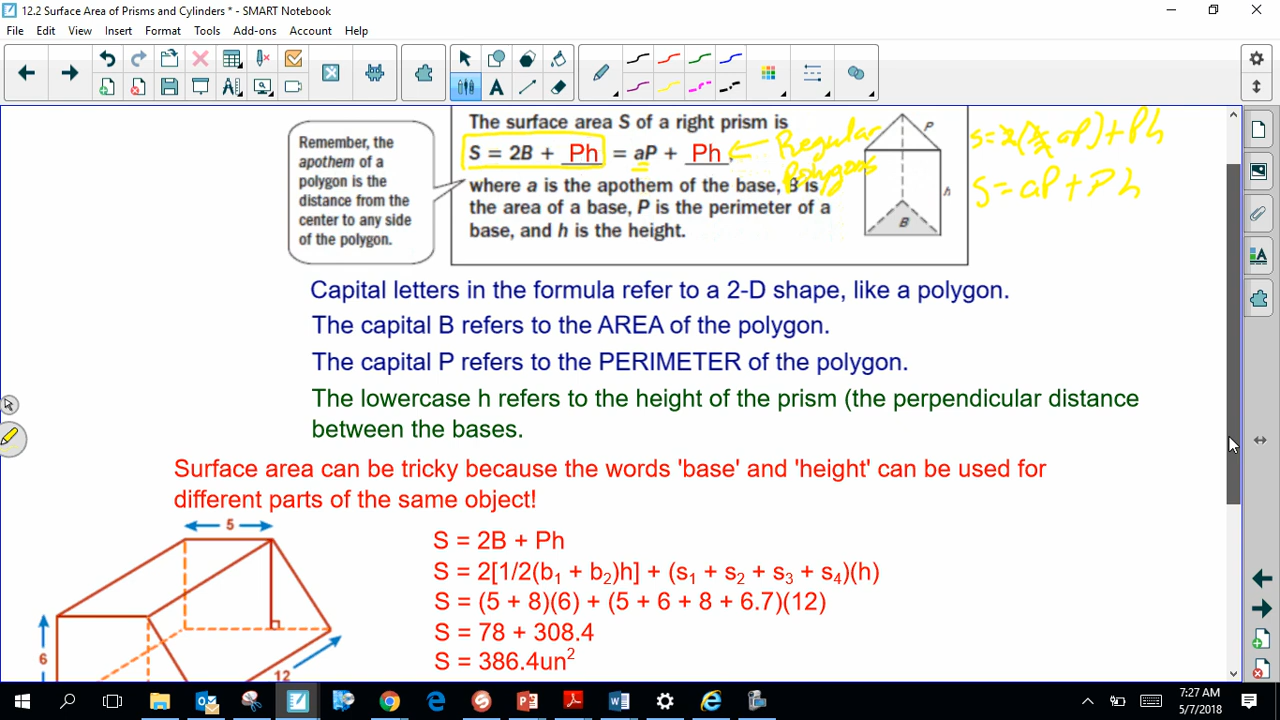 12.2 Surface Area of Prisms and Cylinders * - SMART Notebook
File Edit View Insert Format Tools Add-ons Account Help
Remember, the
apothem of a
polygon is the
distance from the
center to any side
of the polygon.
The surface area S of a right prism is
S = 2B + Ph = aP + Ph,
where a is the apothem of the base, B is
the area of a base, P is the perimeter of a
base, and h is the height.
Regular
Polygons
P
h
B
S=2(½ aP)+Ph
S=aP+Ph
Capital letters in the formula refer to a 2-D shape, like a polygon.
The capital B refers to the AREA of the polygon.
The capital P refers to the PERIMETER of the polygon.
The lowercase h refers to the height of the prism (the perpendicular distance
between the bases.
Surface area can be tricky because the words 'base' and 'height' can be used for
different parts of the same object!
5
6
12
S = 2B + Ph
S = 2[1/2(b₁ + b₂)h] + (s₁ + s₂ + s₃ + s₄)(h)
S = (5 + 8)(6) + (5 + 6 + 8 + 6.7)(12)
S = 78 + 308.4
S = 386.4un²
7:27 AM
5/7/2018